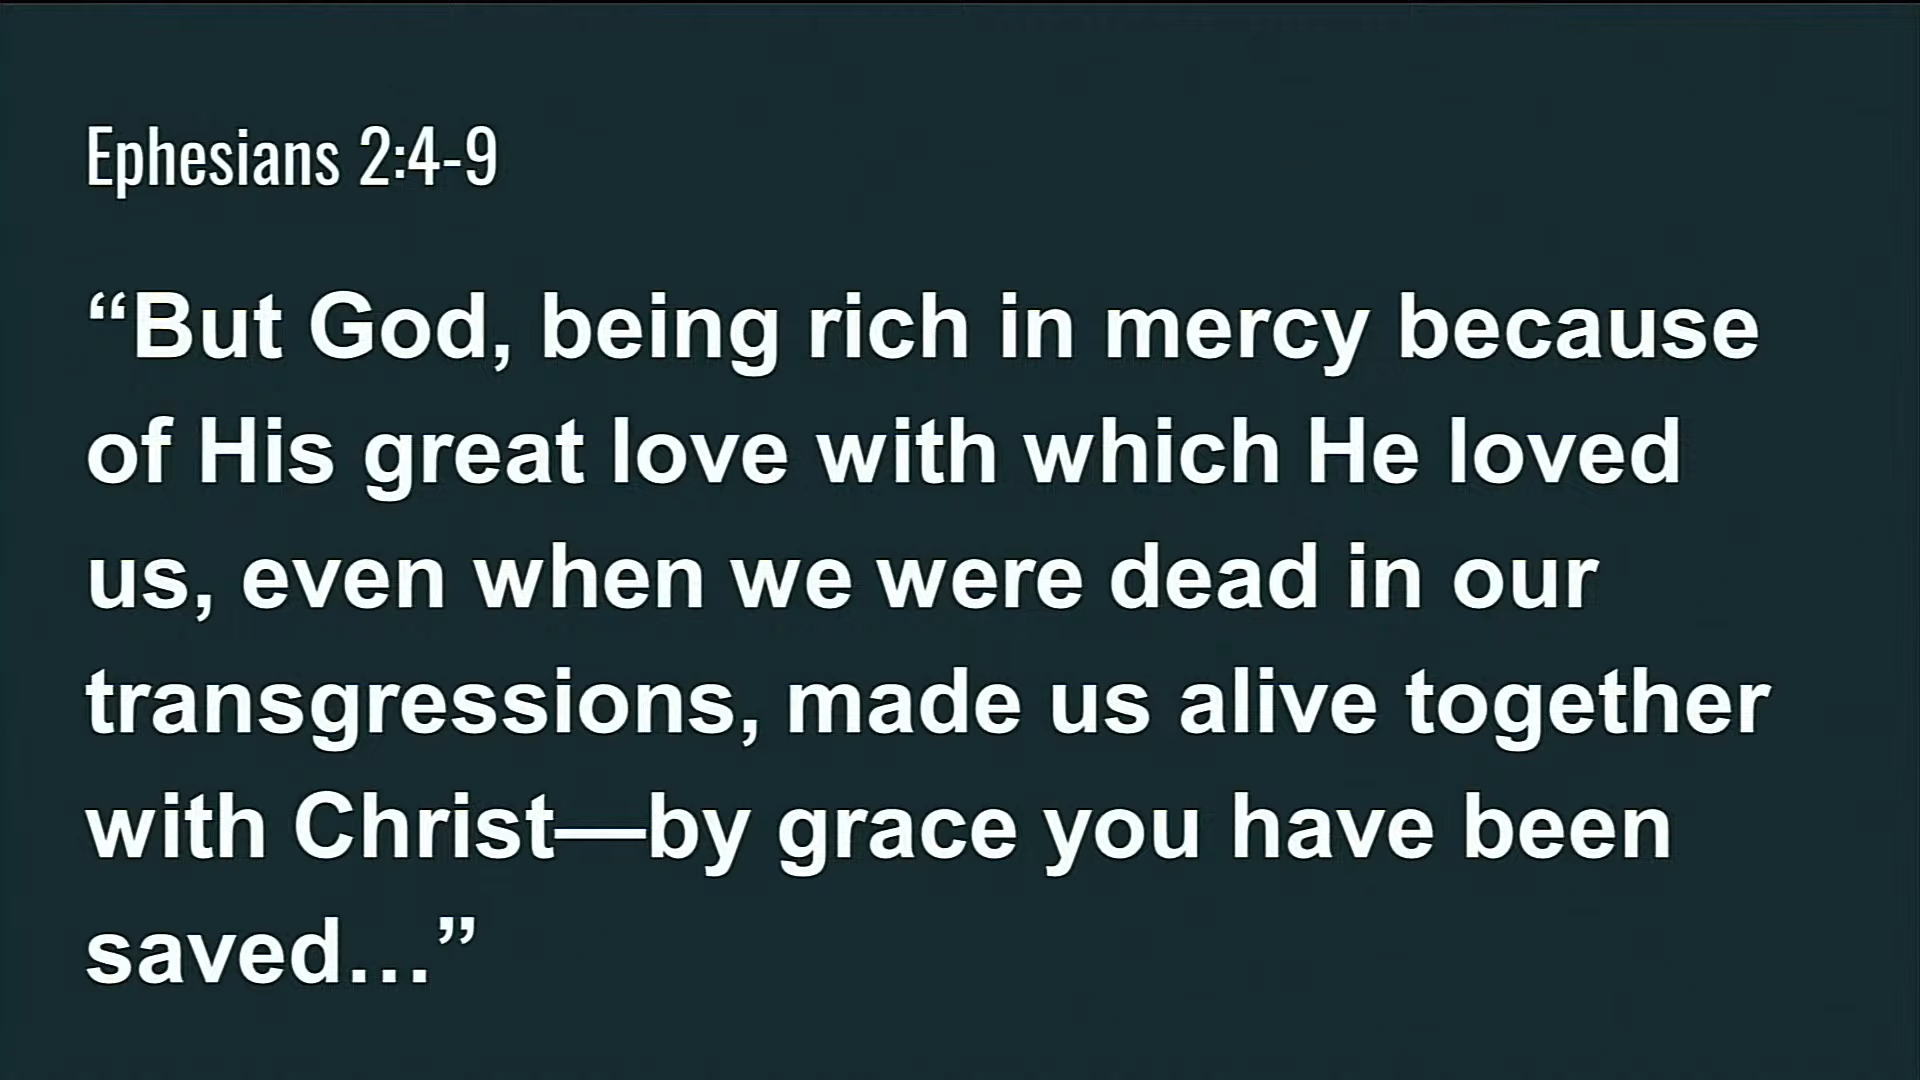 Ephesians 2:4-9
“But God, being rich in mercy because
of His great love with which He loved
us, even when we were dead in our
transgressions, made us alive together
with Christ—by grace you have been
saved…”